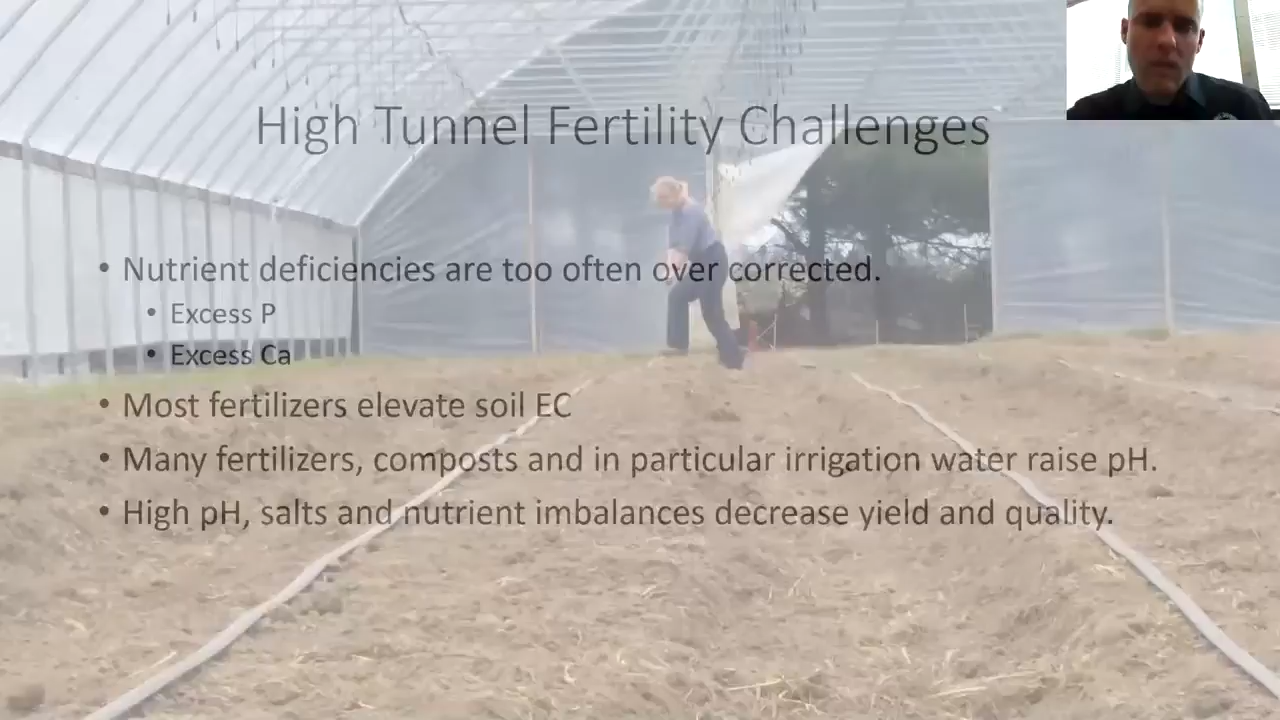 High Tunnel Fertility Challenges
• Nutrient deficiencies are too often over corrected.
• Excess P
• Excess Ca
• Most fertilizers elevate soil EC
• Many fertilizers, composts and in particular irrigation water raise pH.
• High pH, salts and nutrient imbalances decrease yield and quality.